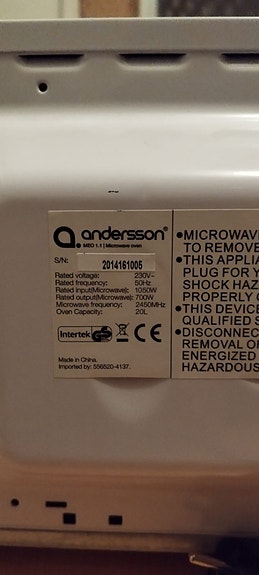 andersson®
MED 1.1 | Microwave oven
S/N: 2014161005
Rated voltage: 230V~
Rated frequency: 50Hz
Rated input(Microwave): 1050W
Rated output(Microwave): 700W
Microwave frequency: 2450MHz
Oven Capacity: 20L
Intertek GS CE
Made in China.
Imported by: 556520-4137.
•MICROWAVE
TO REMOVE
•THIS APPLIA
PLUG FOR Y
SHOCK HAZ
PROPERLY
•THIS DEVICE
QUALIFIED S
•DISCONNEC
REMOVAL OF
ENERGIZED
HAZARDOUS